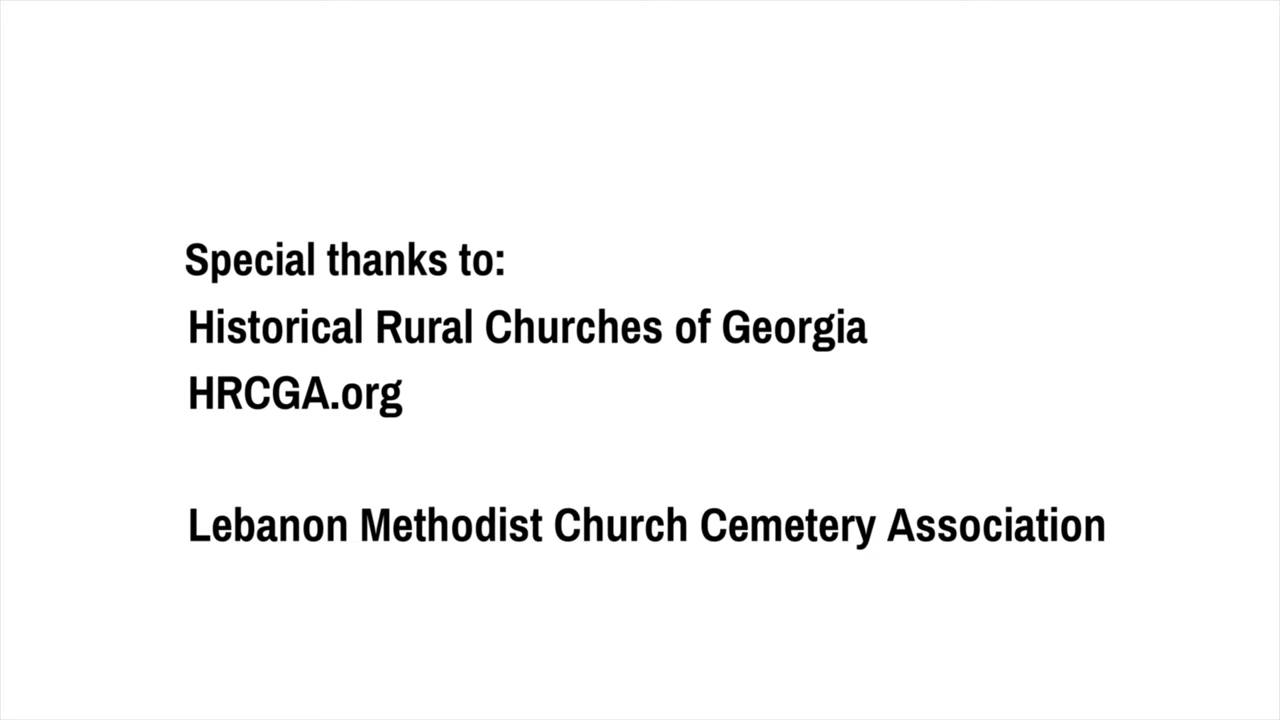 Special thanks to:
Historical Rural Churches of Georgia
HRCGA.org
Lebanon Methodist Church Cemetery Association